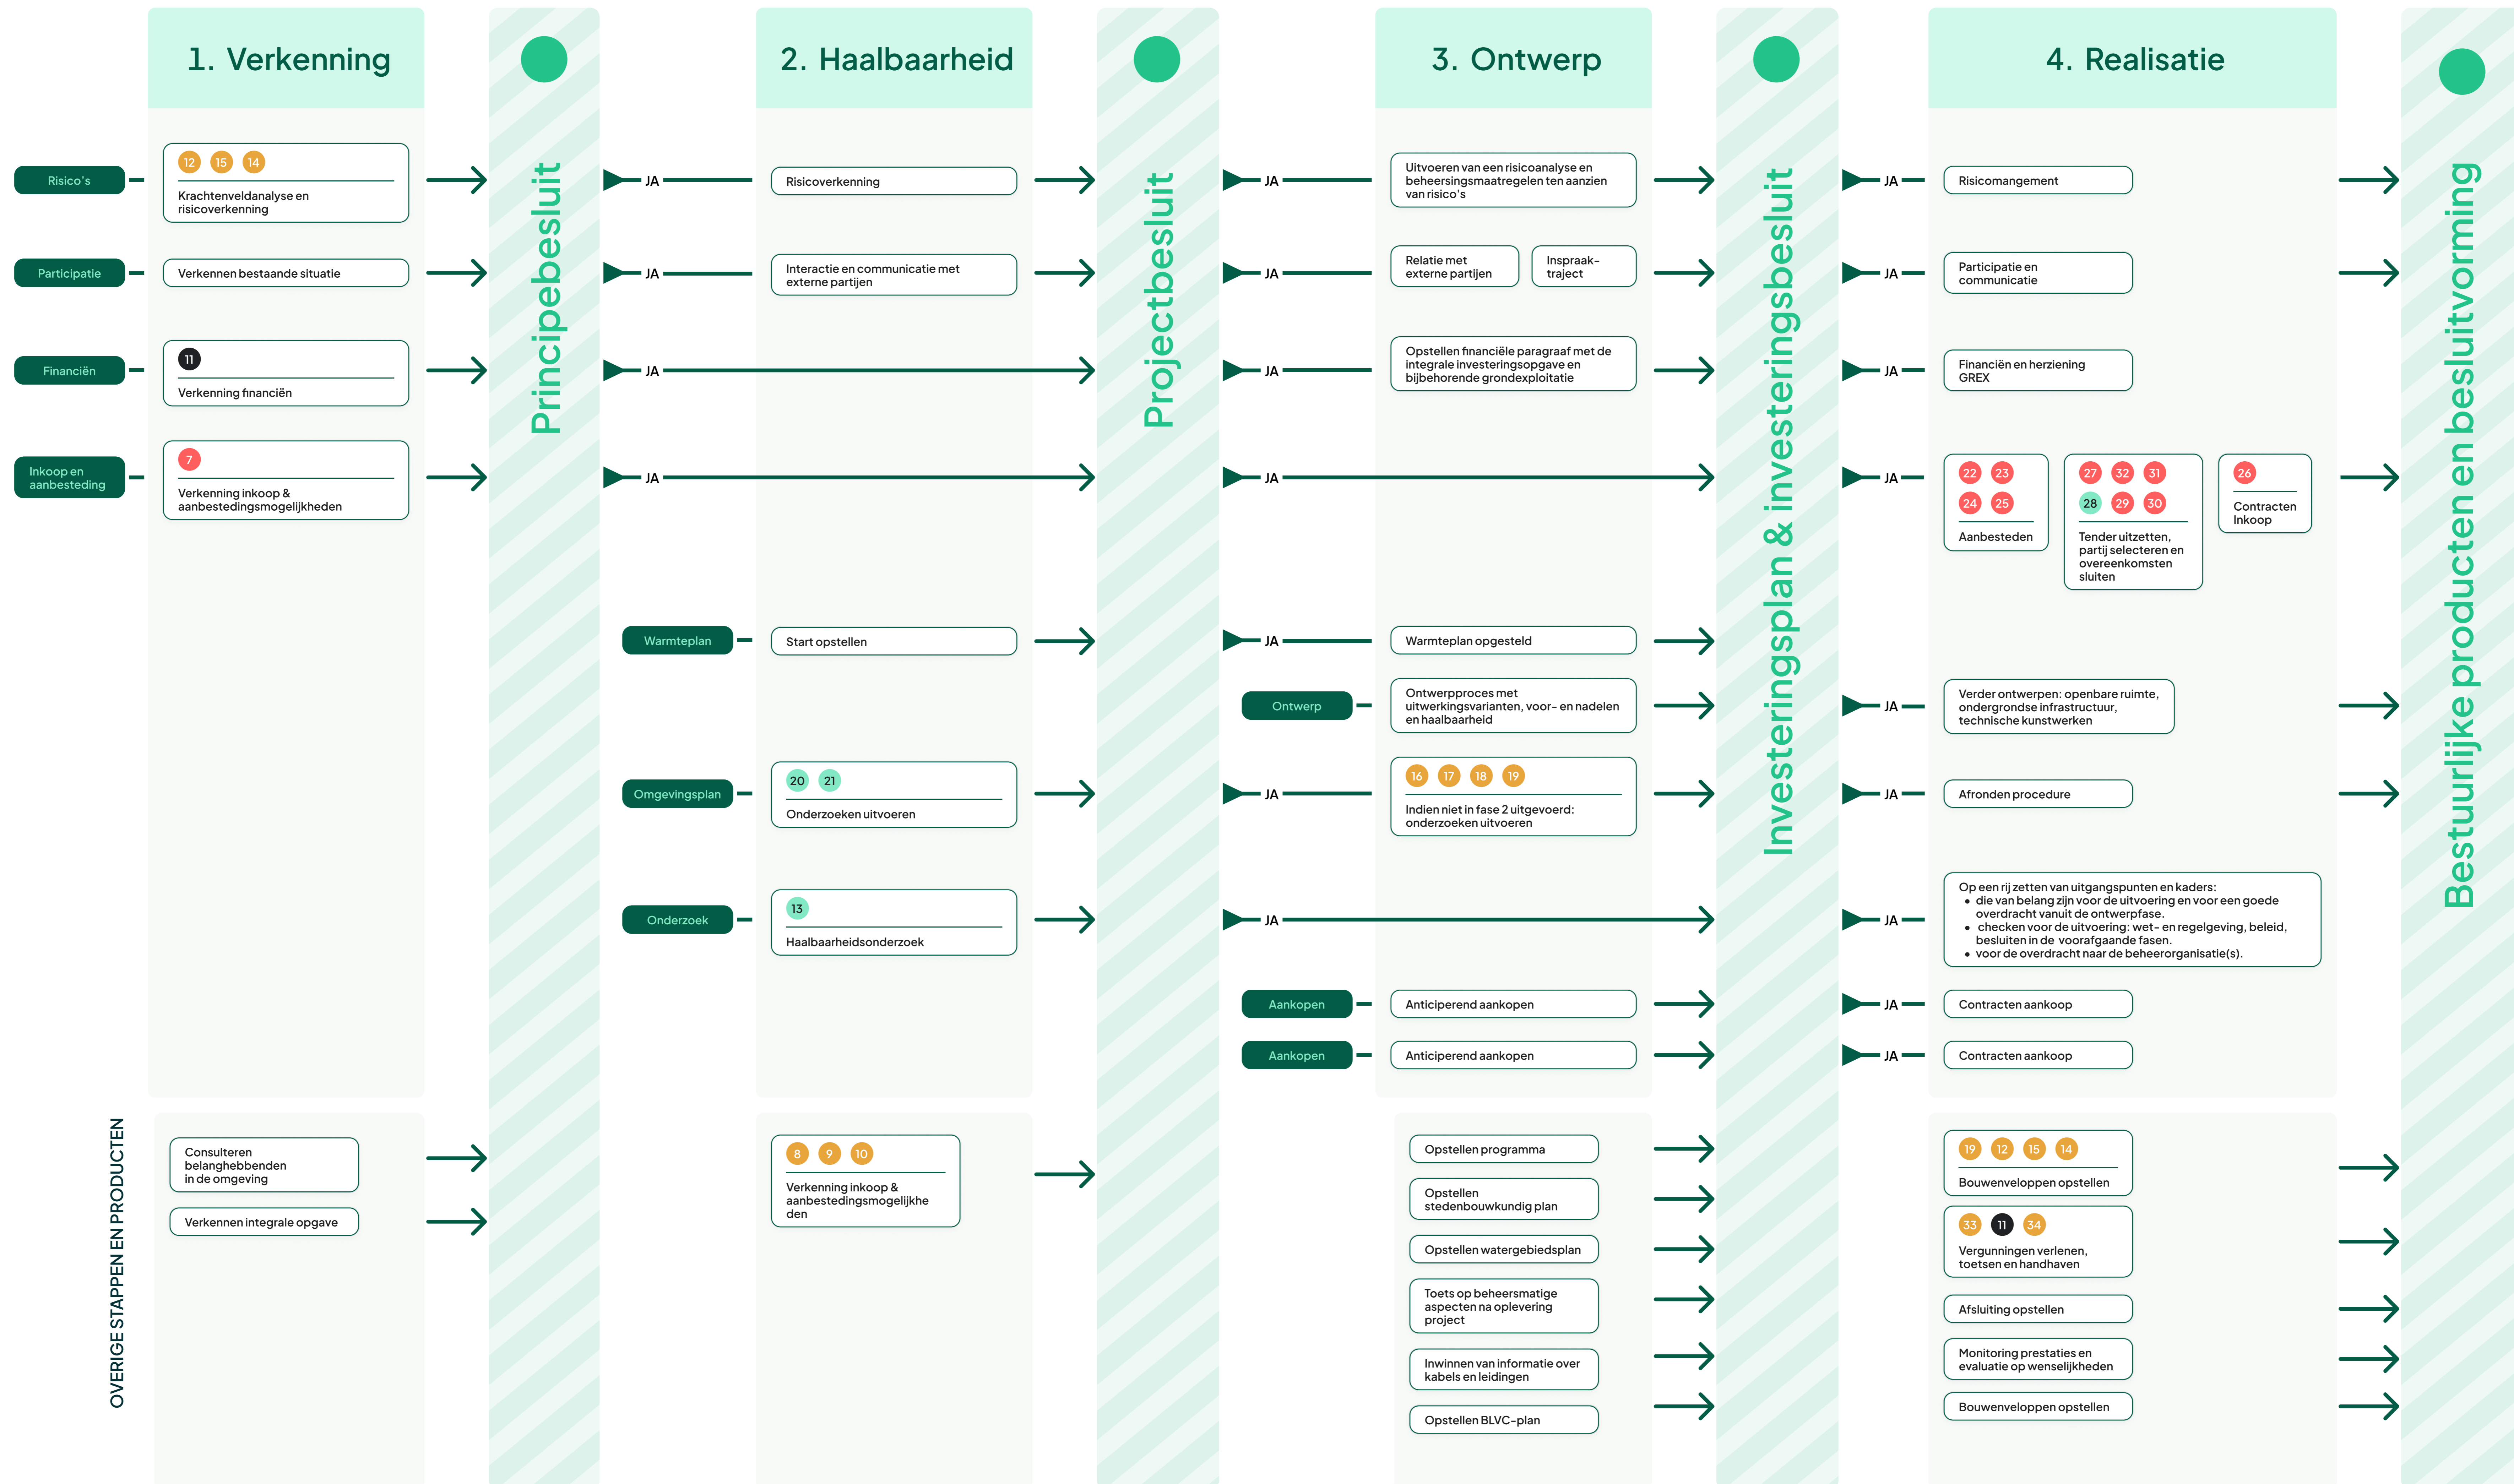 1. Verkenning
2. Haalbaarheid
3. Ontwerp
4. Realisatie
Principebesluit
Projectbesluit
Investeringsplan & investeringsbesluit
Bestuurlijke producten en besluitvorming
Risico's
12 15 14
Krachtenveldanalyse en
risicoverkenning
JA
Risicoverkenning
JA
Uitvoeren van een risicoanalyse en
beheersingsmaatregelen ten aanzien
van risico's
JA
Risicomangement
Participatie
Verkennen bestaande situatie
JA
Interactie en communicatie met
externe partijen
JA
Relatie met
externe partijen
Inspraak-
traject
JA
Participatie en
communicatie
Financiën
11
Verkenning financiën
JA
JA
Opstellen financiële paragraaf met de
integrale investeringsopgave en
bijbehorende grondexploitatie
JA
Financiën en herziening
GREX
Inkoop en
aanbesteding
7
Verkenning inkoop &
aanbestedingsmogelijkheden
JA
JA
JA
22 23
24 25
Aanbesteden
27 32 31
28 29 30
Tender uitzetten,
partij selecteren en
overeenkomsten
sluiten
26
Contracten
Inkoop
Warmteplan
Start opstellen
JA
Warmteplan opgesteld
Ontwerp
Ontwerpproces met
uitwerkingsvarianten, voor- en nadelen
en haalbaarheid
JA
Verder ontwerpen: openbare ruimte,
ondergrondse infrastructuur,
technische kunstwerken
Omgevingsplan
20 21
Onderzoeken uitvoeren
JA
16 17 18 19
Indien niet in fase 2 uitgevoerd:
onderzoeken uitvoeren
JA
Afronden procedure
Onderzoek
13
Haalbaarheidsonderzoek
JA
JA
Op een rij zetten van uitgangspunten en kaders:
• die van belang zijn voor de uitvoering en voor een goede
overdracht vanuit de ontwerpfase.
• checken voor de uitvoering: wet- en regelgeving, beleid,
besluiten in de voorafgaande fasen.
• voor de overdracht naar de beheerorganisatie(s).
Aankopen
Anticiperend aankopen
JA
Contracten aankoop
Aankopen
Anticiperend aankopen
JA
Contracten aankoop
OVERIGE STAPPEN EN PRODUCTEN
Consulteren
belanghebbenden
in de omgeving
Verkennen integrale opgave
8 9 10
Verkenning inkoop &
aanbestedingsmogelijkhe
den
Opstellen programma
Opstellen
stedenbouwkundig plan
Opstellen watergebiedsplan
Toets op beheersmatige
aspecten na oplevering
project
Inwinnen van informatie over
kabels en leidingen
Opstellen BLVC-plan
19 12 15 14
Bouwenveloppen opstellen
33 11 34
Vergunningen verlenen,
toetsen en handhaven
Afsluiting opstellen
Monitoring prestaties en
evaluatie op wenselijkheden
Bouwenveloppen opstellen